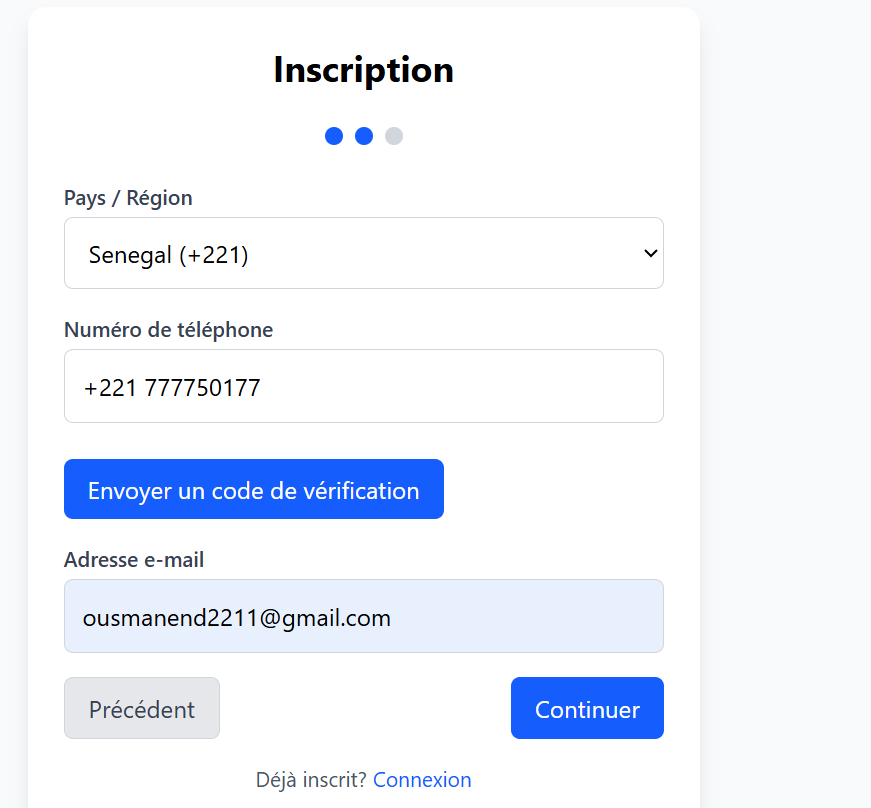 Inscription
Pays / Région
Senegal (+221)
Numéro de téléphone
+221 777750177
Envoyer un code de vérification
Adresse e-mail
ousmanend2211@gmail.com
Précédent
Continuer
Déjà inscrit? Connexion